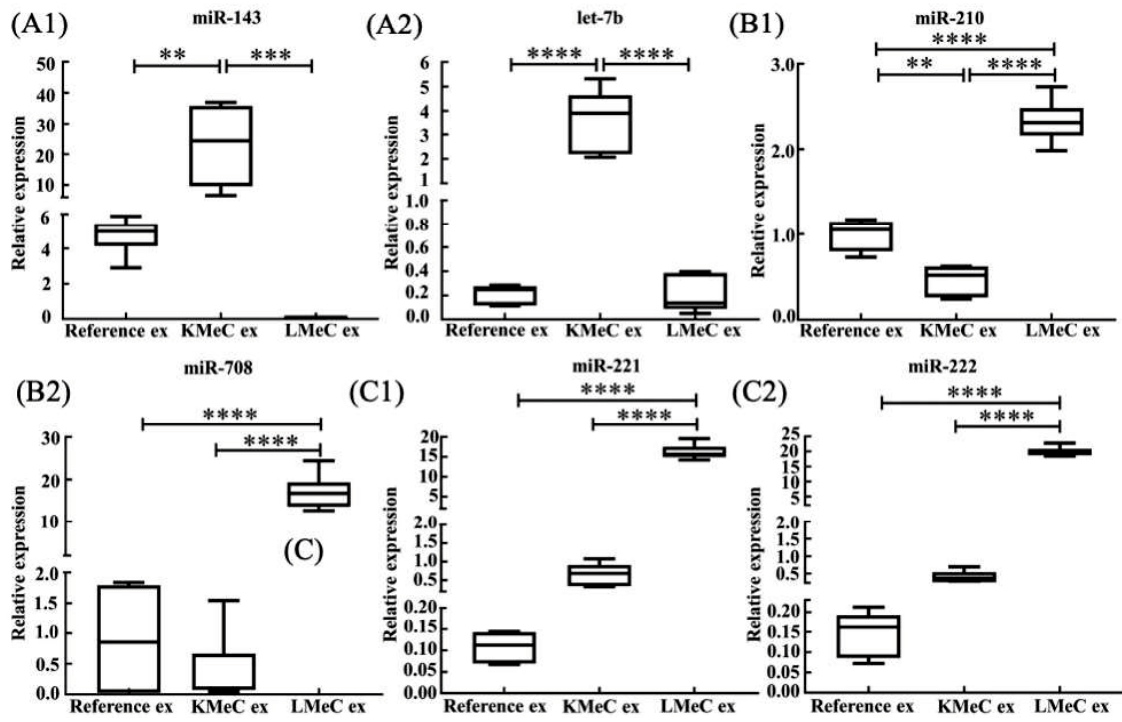 (A1)
miR-143
** ***
Relative expression
50
40
30
20
10
6
4
2
0
Reference ex KMeC ex LMeC ex
(A2)
let-7b
**** ****
Relative expression
6
5
4
3
2
1
1.0
0.8
0.6
0.4
0.2
0.0
Reference ex KMeC ex LMeC ex
(B1)
miR-210
****
** ****
Relative expression
3.0
2.0
1.0
0.0
Reference ex KMeC ex LMeC ex
(B2)
miR-708
****
****
Relative expression
30
20
10
2.0
1.5
1.0
0.5
0.0
(C)
Reference ex KMeC ex LMeC ex
(C1)
miR-221
****
****
Relative expression
20
15
10
5
2.0
1.5
1.0
0.5
0.20
0.15
0.10
0.05
0.00
Reference ex KMeC ex LMeC ex
(C2)
miR-222
****
****
Relative expression
25
20
15
10
5
2
2.0
1.5
1.0
0.5
0.20
0.15
0.10
0.05
0.00
Reference ex KMeC ex LMeC ex